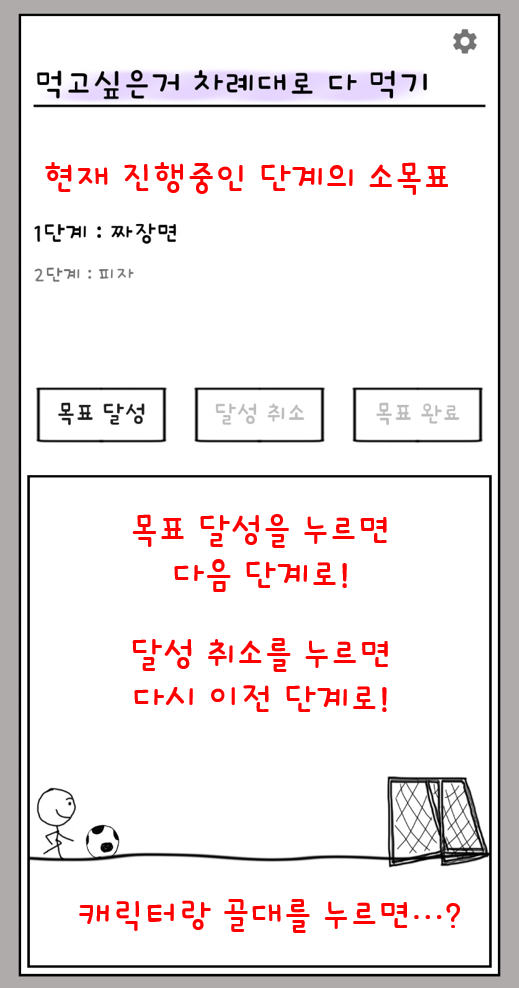 먹고싶은거 차례대로 다 먹기
현재 진행중인 단계의 소목표
1단계 : 짜장면
2단계 : 피자
목표 달성
달성 취소
목표 완료
목표 달성을 누르면
다음 단계로!
달성 취소를 누르면
다시 이전 단계로!
캐릭터랑 골대를 누르면...?